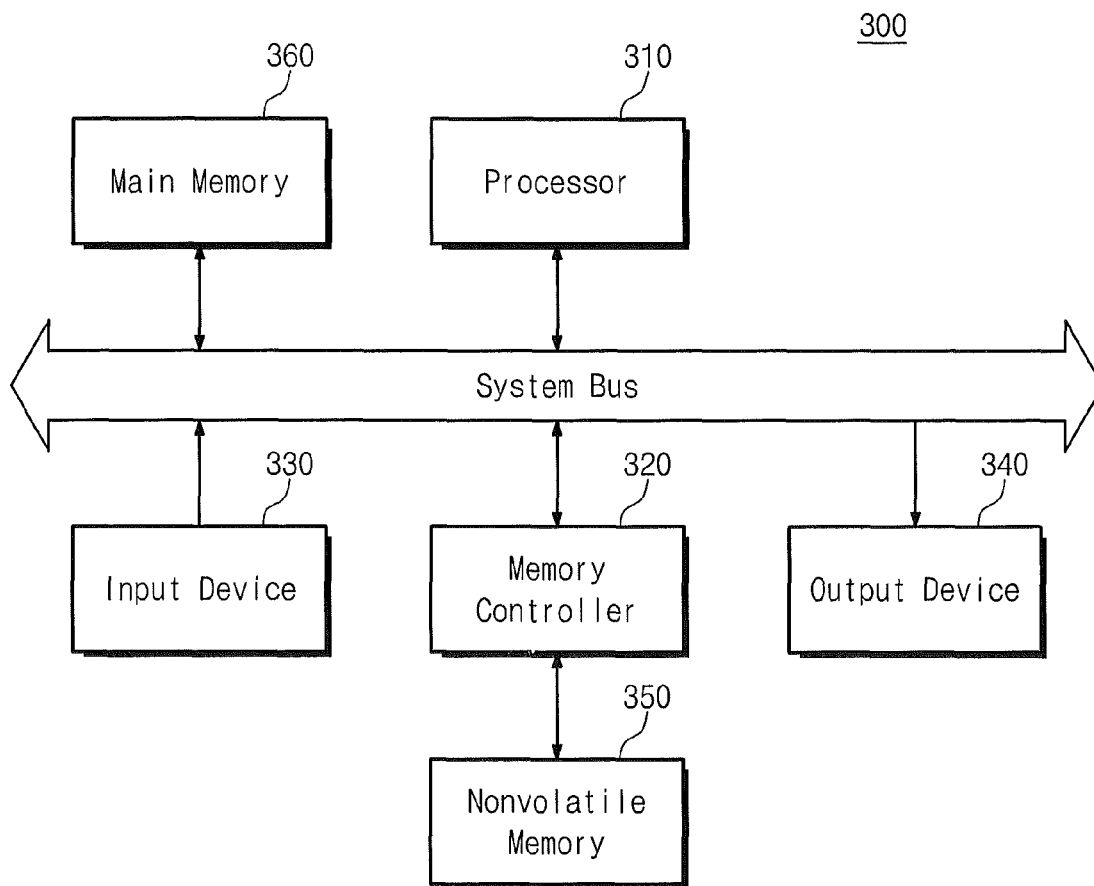 300
360
310
Main Memory
Processor
System Bus
330
320
340
Input Device
Memory
Controller
Output Device
350
Nonvolatile
Memory